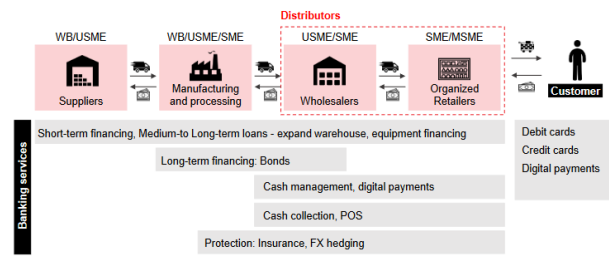 Distributors
WB/USME
WB/USME/SME
USME/SME
SME/MSME
Suppliers
Manufacturing
and processing
Wholesalers
Organized
Retailers
Customer
Banking services
Short-term financing, Medium-to Long-term loans - expand warehouse, equipment financing
Long-term financing: Bonds
Cash management, digital payments
Cash collection, POS
Protection: Insurance, FX hedging
Debit cards
Credit cards
Digital payments